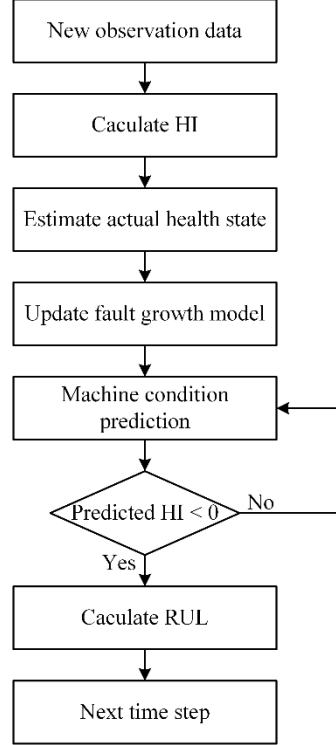 New observation data
Caculate HI
Estimate actual health state
Update fault growth model
Machine condition
prediction
Predicted HI < 0
No
Yes
Caculate RUL
Next time step